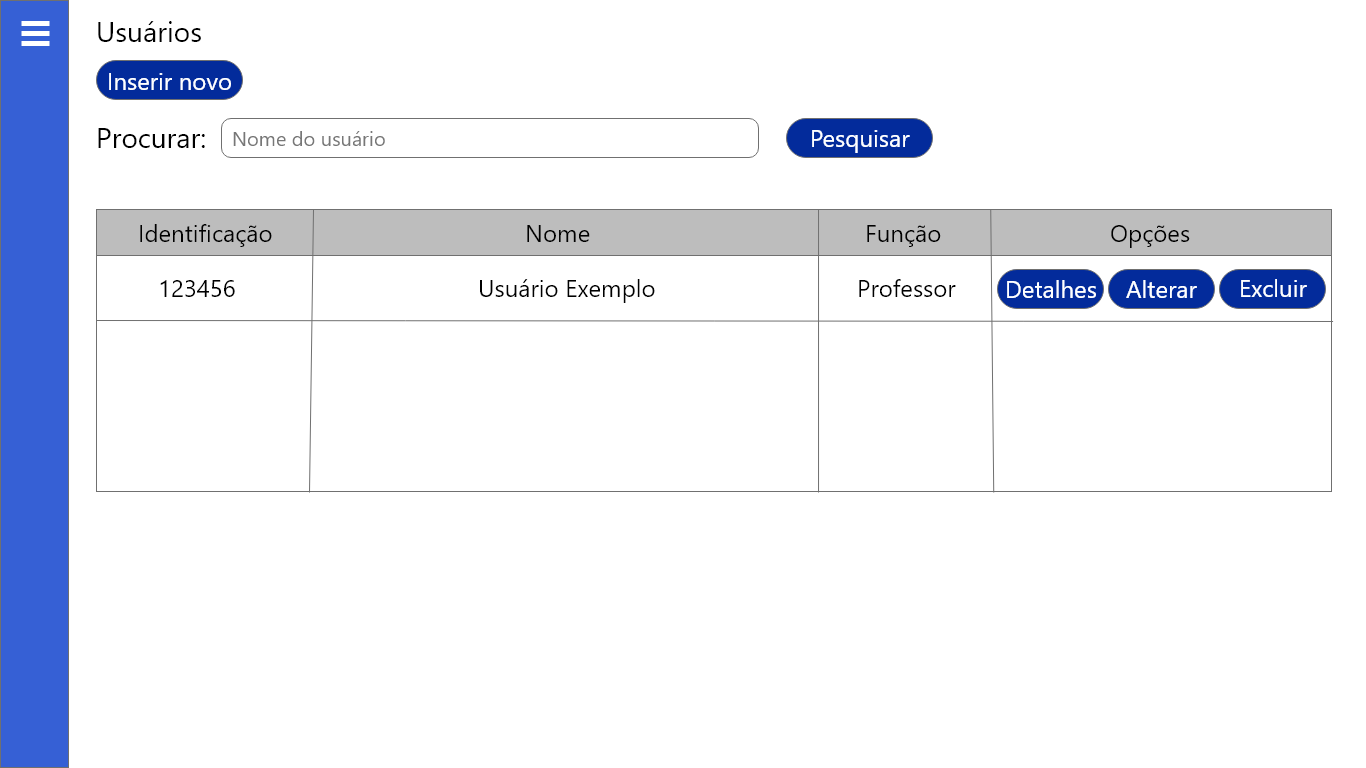 Usuários
Inserir novo
Procurar: Nome do usuário Pesquisar
Identificação Nome Função Opções
123456 Usuário Exemplo Professor Detalhes Alterar Excluir